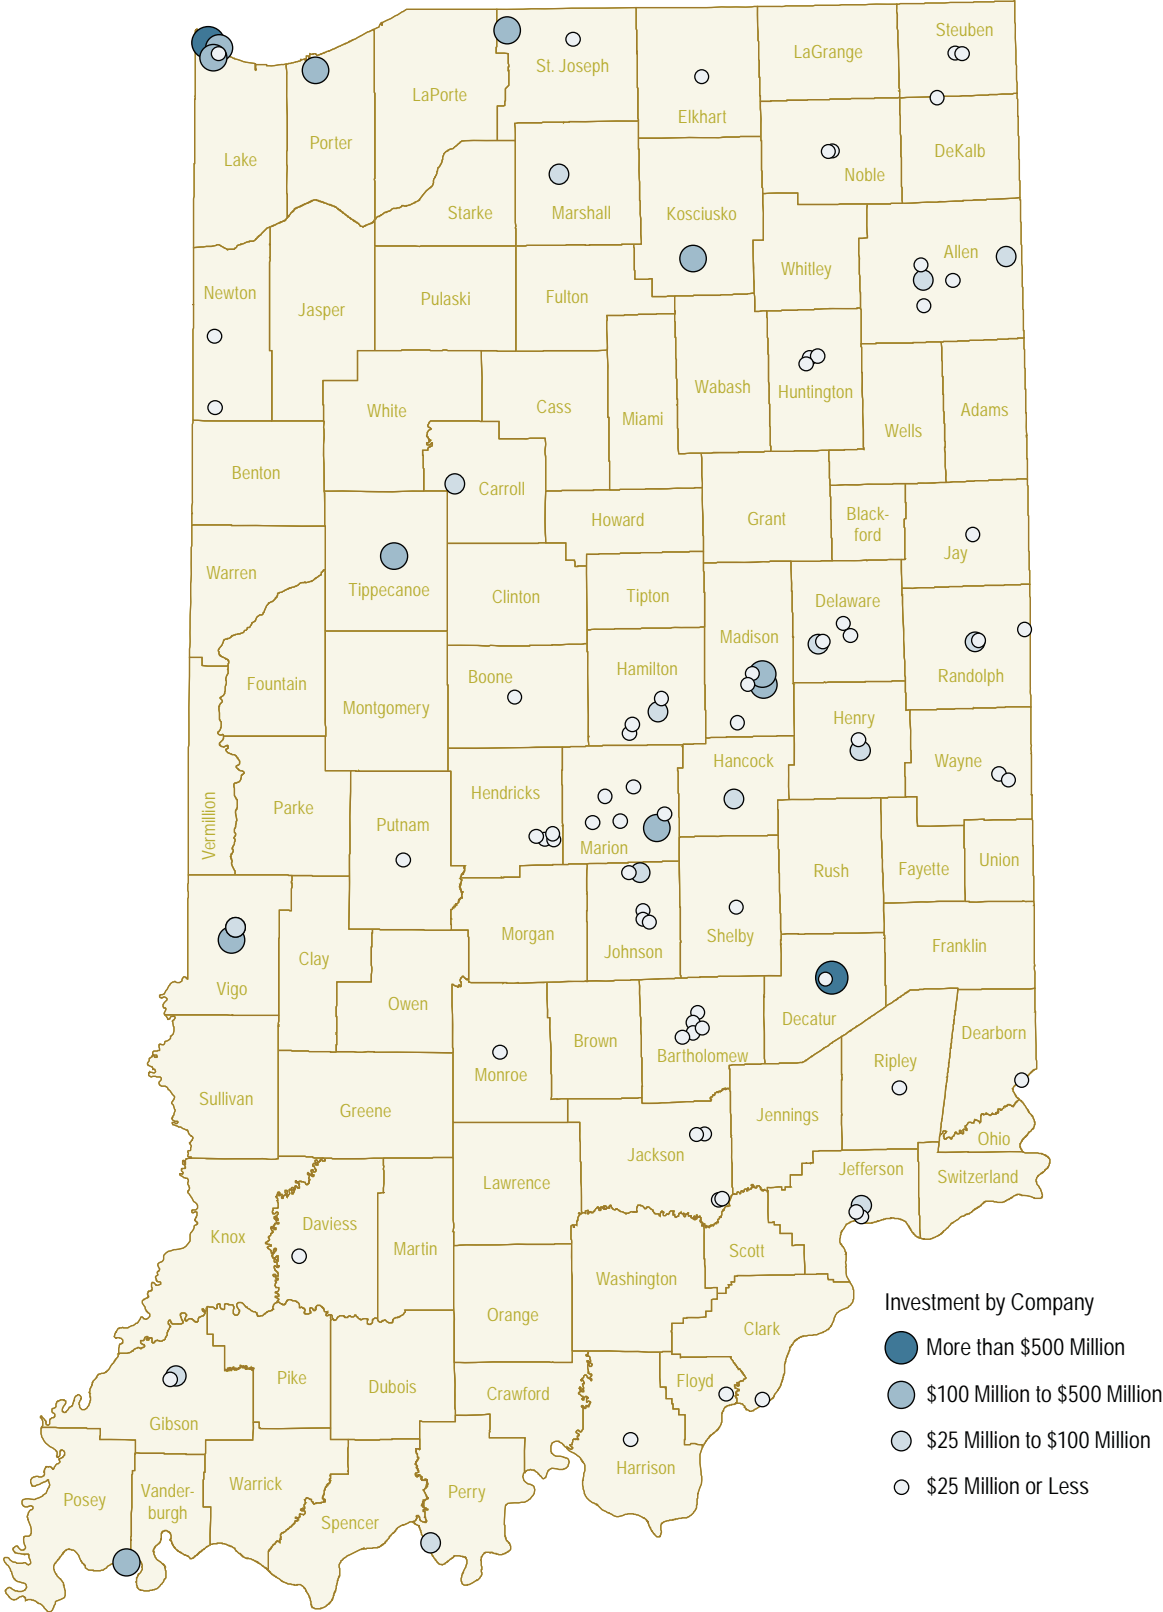 Steuben
LaGrange
St. Joseph
LaPorte
Elkhart
Porter
Lake
DeKalb
Noble
Starke
Marshall
Kosciusko
Allen
Whitley
Newton
Pulaski
Fulton
Jasper
Wabash
Huntington
White
Cass
Miami
Adams
Wells
Benton
Carroll
Howard
Grant
Black-
ford
Jay
Warren
Tippecanoe
Clinton
Tipton
Delaware
Madison
Boone
Hamilton
Randolph
Fountain
Montgomery
Henry
Wayne
Hancock
Hendricks
Vermillion
Parke
Putnam
Marion
Rush
Fayette
Union
Morgan
Johnson
Shelby
Franklin
Clay
Vigo
Owen
Decatur
Dearborn
Brown
Bartholomew
Ripley
Monroe
Sullivan
Greene
Jennings
Ohio
Jackson
Jefferson
Switzerland
Lawrence
Daviess
Knox
Martin
Scott
Washington
Orange
Clark
Investment by Company
More than $500 Million
$100 Million to $500 Million
$25 Million to $100 Million
$25 Million or Less
Pike
Dubois
Crawford
Floyd
Gibson
Harrison
Posey
Vander-
burgh
Warrick
Perry
Spencer